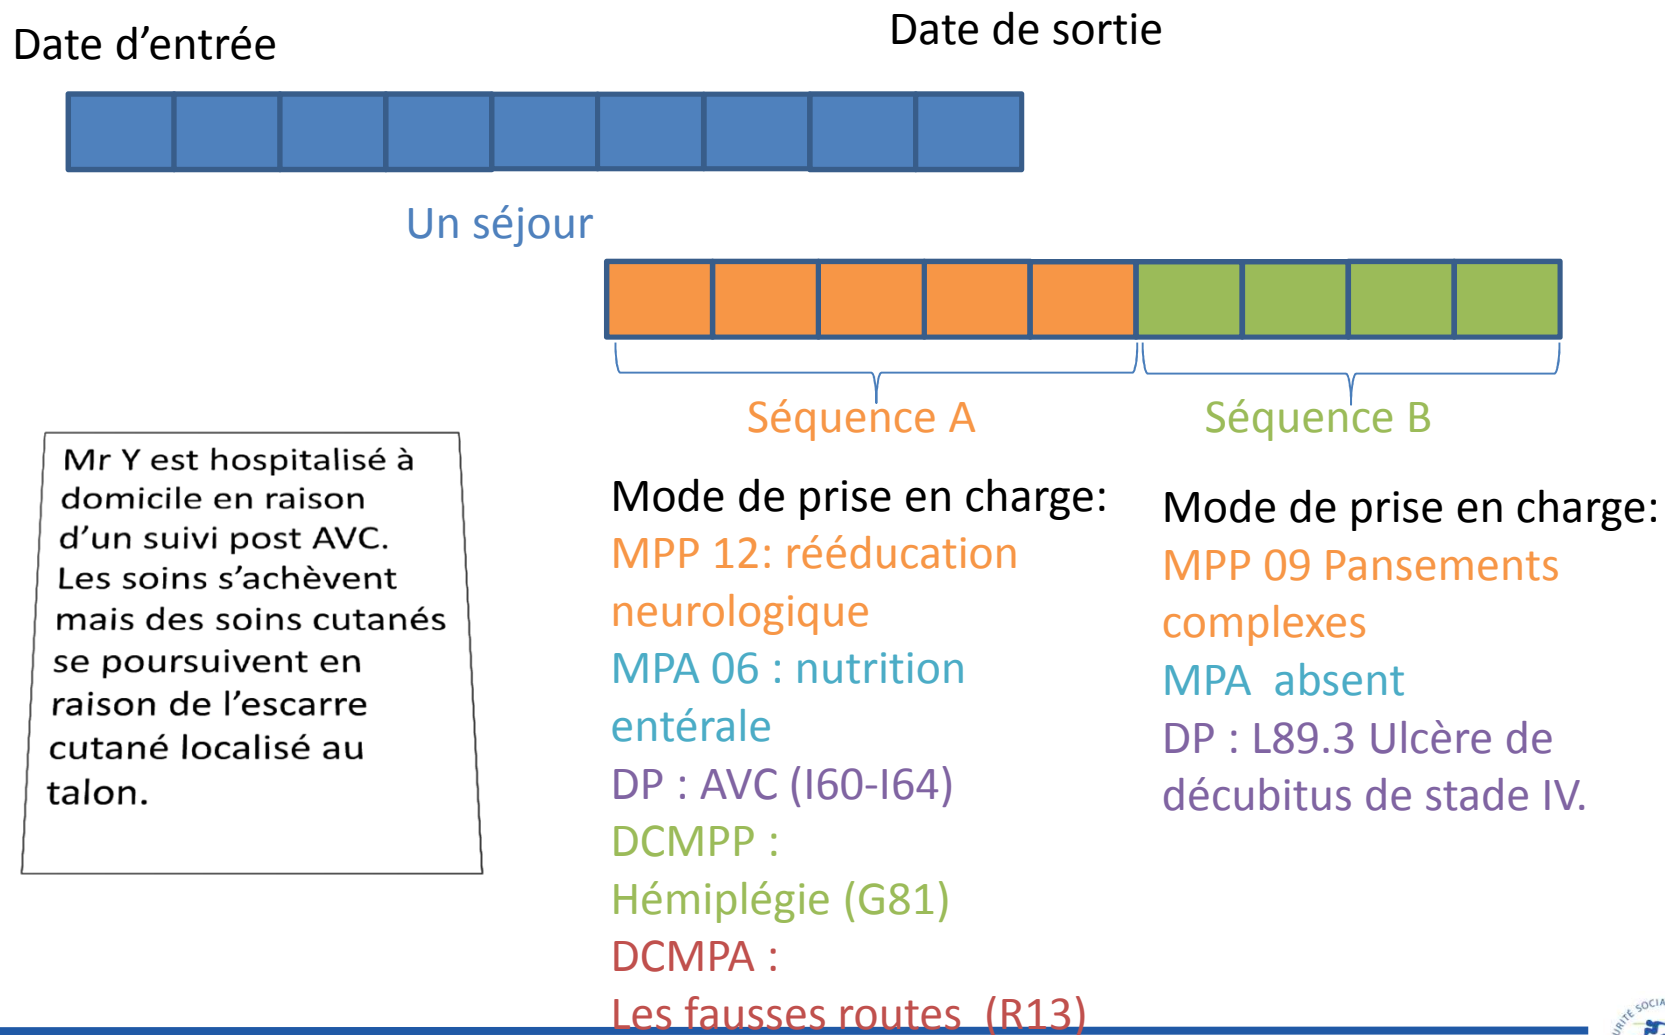 Date d’entrée
Date de sortie
Un séjour
Séquence A
Séquence B
Mr Y est hospitalisé à
domicile en raison
d’un suivi post AVC.
Les soins s’achèvent
mais des soins cutanés
se poursuivent en
raison de l’escarre
cutané localisé au
talon.
Mode de prise en charge:
MPP 12: rééducation
neurologique
MPA 06 : nutrition
entérale
DP : AVC (I60-I64)
DCMPP :
Hémiplégie (G81)
DCMPA :
Les fausses routes (R13)
Mode de prise en charge:
MPP 09 Pansements
complexes
MPA absent
DP : L89.3 Ulcère de
décubitus de stade IV.